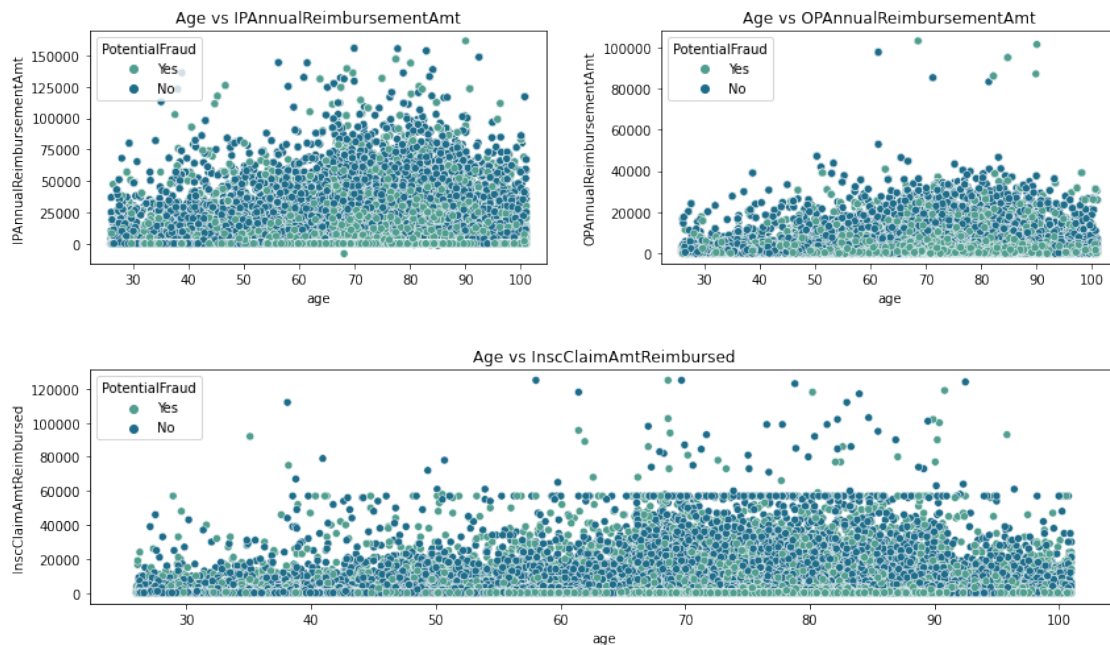 Age vs IPAnnualReimbursementAmt
PotentialFraud
Yes
No
150000
125000
100000
75000
50000
25000
0
IPAnnualReimbursementAmt
30 40 50 60 70 80 90 100
age
Age vs OPAnnualReimbursementAmt
PotentialFraud
Yes
No
100000
80000
60000
40000
20000
0
OPAnnualReimbursementAmt
30 40 50 60 70 80 90 100
age
Age vs InscClaimAmtReimbursed
PotentialFraud
Yes
No
120000
100000
80000
60000
40000
20000
0
InscClaimAmtReimbursed
30 40 50 60 70 80 90 100
age